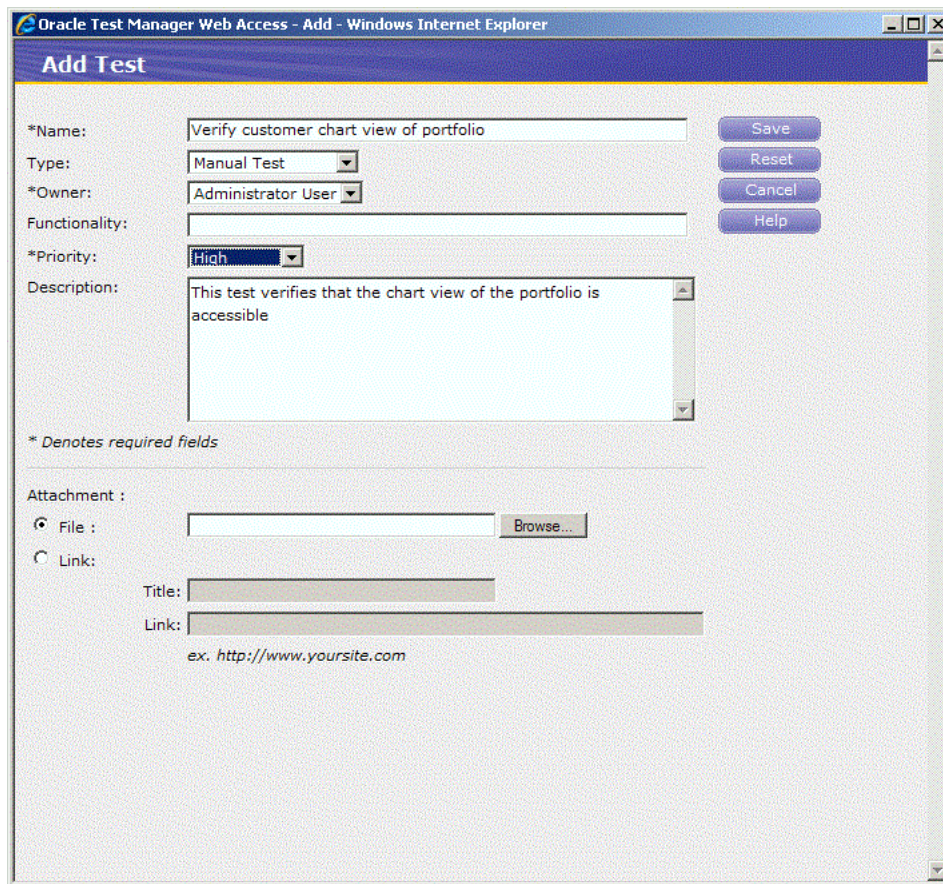 Oracle Test Manager Web Access - Add - Windows Internet Explorer
Add Test
*Name: Verify customer chart view of portfolio Save
Type: Manual Test Reset
*Owner: Administrator User Cancel
Functionality: Help
*Priority: High
Description: This test verifies that the chart view of the portfolio is
accessible
* Denotes required fields
Attachment :
File : Browse...
Link:
Title:
Link:
ex. http://www.yoursite.com